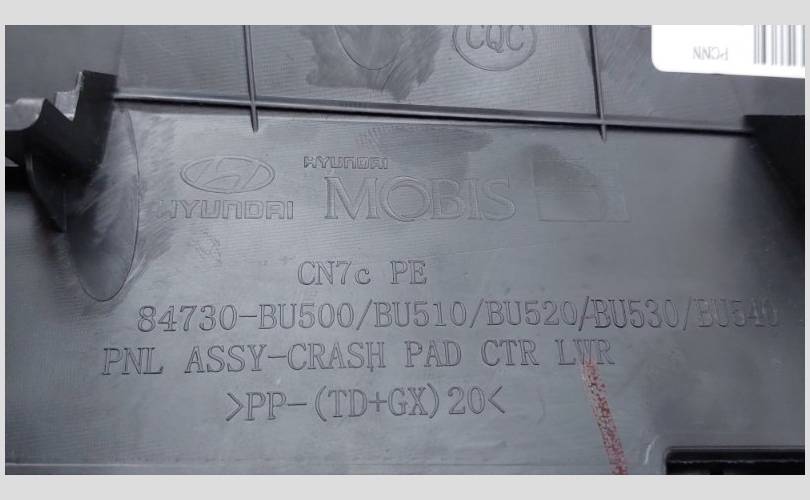 CQC
PCNN
HYUNDAI
HYUNDAI
MOBIS
CN7c PE
84730-BU500/BU510/BU520/BU530/BU540
PNL ASSY-CRASH PAD CTR LWR
>PP-(TD+GX)20<